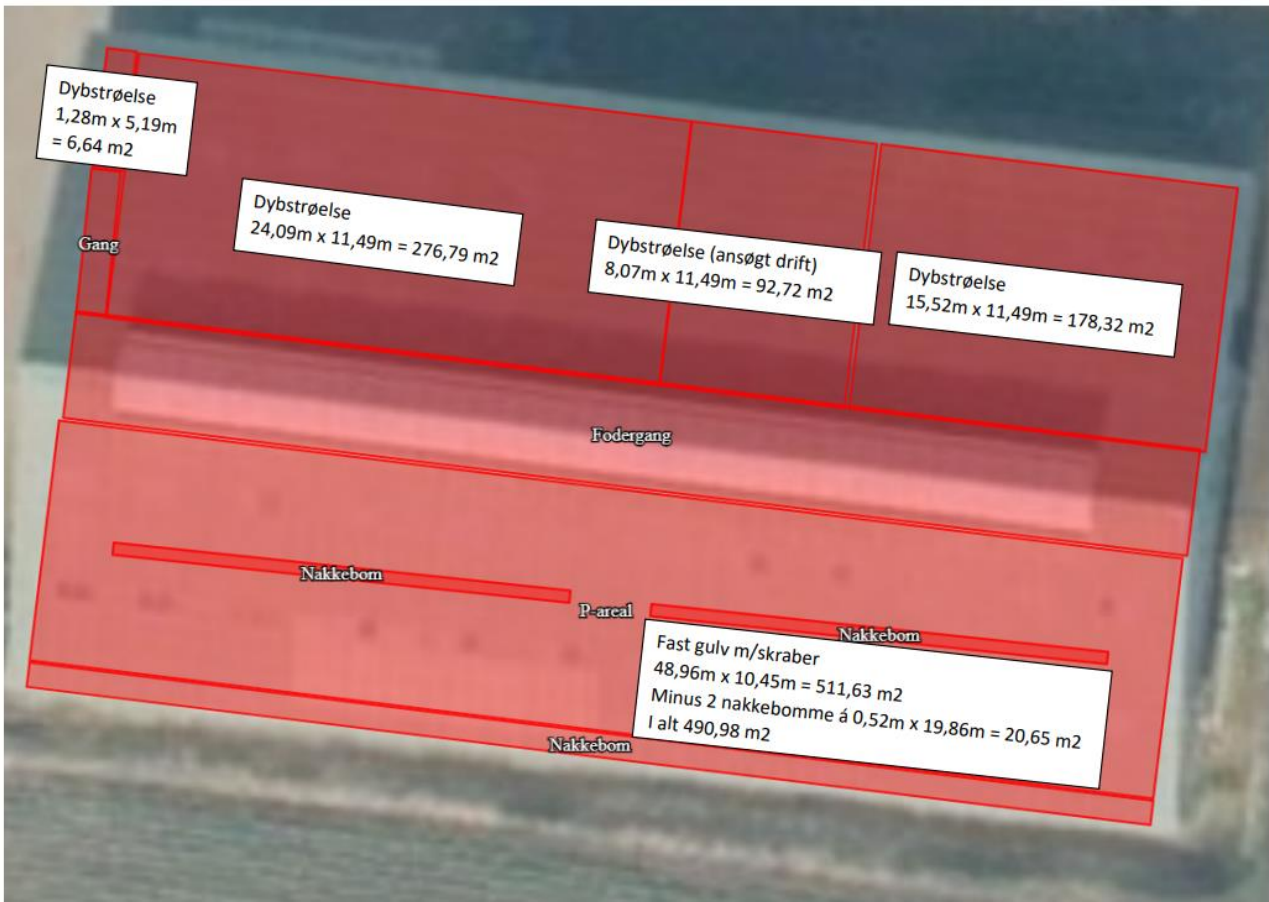 Dybstrøelse
1,28m x 5,19m
= 6,64 m2
Gang
Dybstrøelse
24,09m x 11,49m = 276,79 m2
Dybstrøelse (ansøgt drift)
8,07m x 11,49m = 92,72 m2
Dybstrøelse
15,52m x 11,49m = 178,32 m2
Fodergang
Nakkebom
P-areal
Nakkebom
Fast gulv m/skraber
48,96m x 10,45m = 511,63 m2
Minus 2 nakkebomme á 0,52m x 19,86m = 20,65 m2
I alt 490,98 m2
Nakkebom